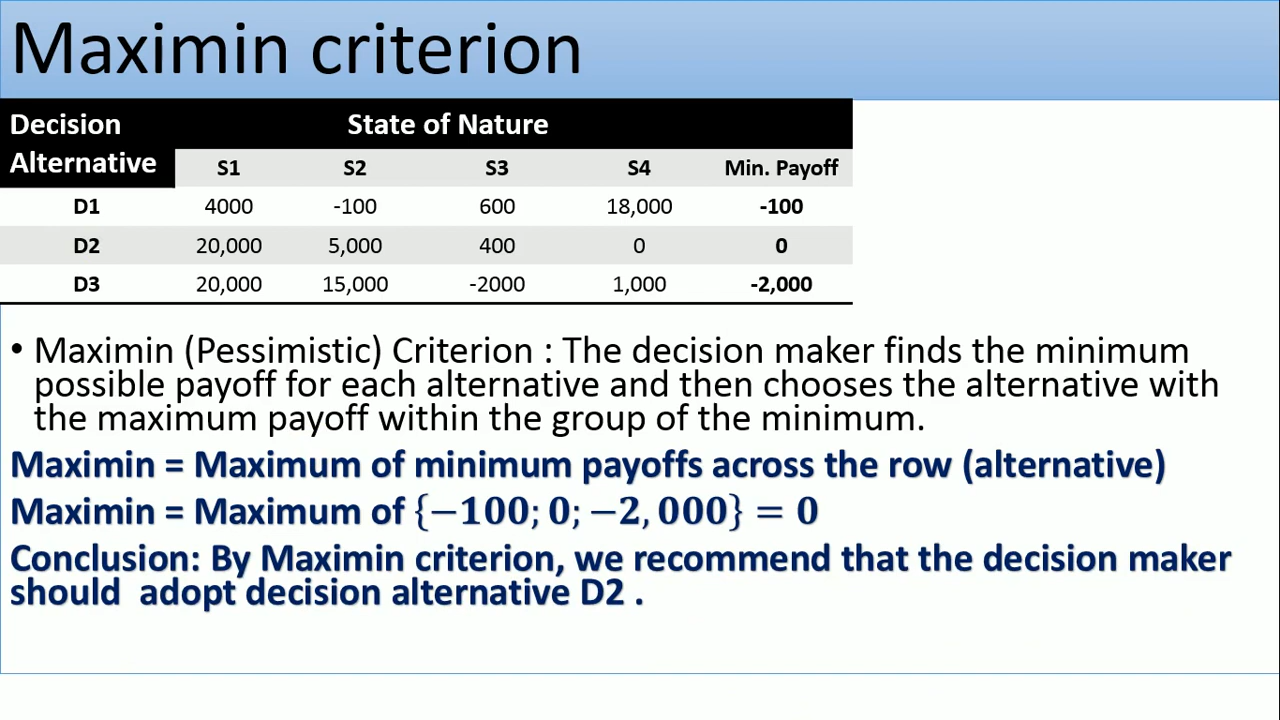 Maximin criterion
Decision Alternative State of Nature
S1 S2 S3 S4 Min. Payoff
D1 4000 -100 600 18,000 -100
D2 20,000 5,000 400 0 0
D3 20,000 15,000 -2000 1,000 -2,000
• Maximin (Pessimistic) Criterion : The decision maker finds the minimum
possible payoff for each alternative and then chooses the alternative with
the maximum payoff within the group of the minimum.
Maximin = Maximum of minimum payoffs across the row (alternative)
Maximin = Maximum of {−100; 0; −2, 000} = 0
Conclusion: By Maximin criterion, we recommend that the decision maker
should adopt decision alternative D2 .